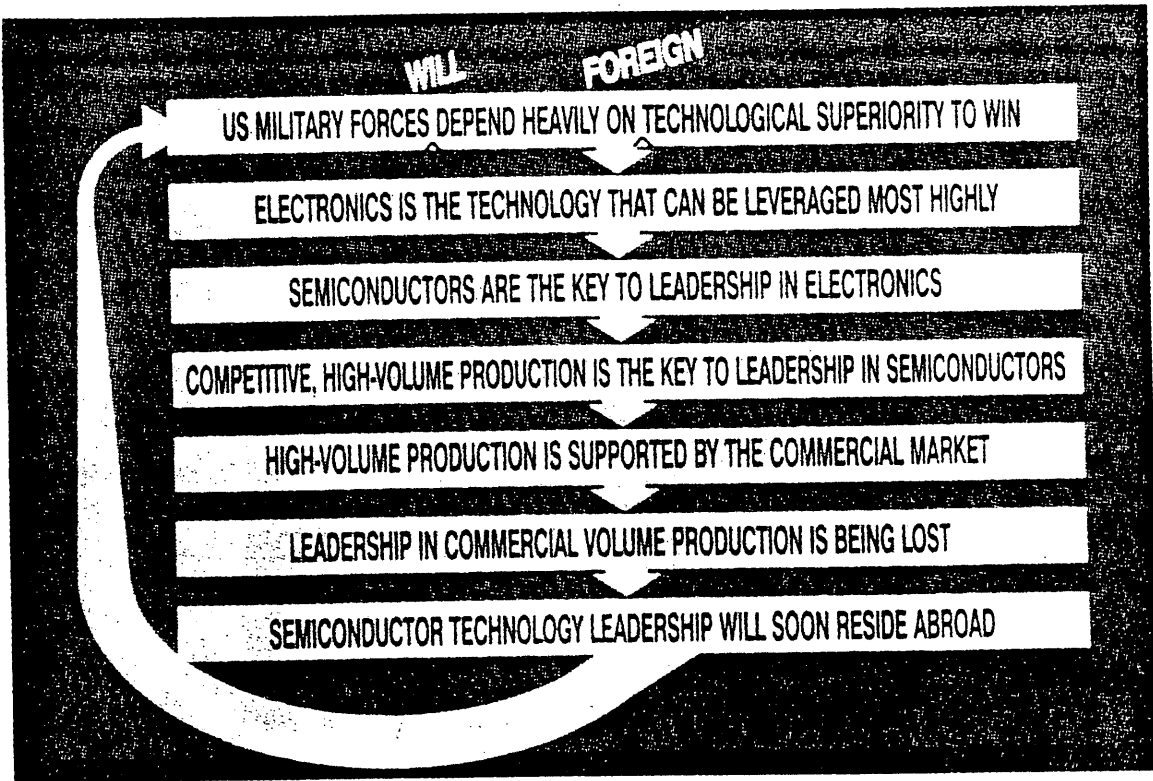 WILL FOREIGN
US MILITARY FORCES DEPEND HEAVILY ON TECHNOLOGICAL SUPERIORITY TO WIN
ELECTRONICS IS THE TECHNOLOGY THAT CAN BE LEVERAGED MOST HIGHLY
SEMICONDUCTORS ARE THE KEY TO LEADERSHIP IN ELECTRONICS
COMPETITIVE, HIGH-VOLUME PRODUCTION IS THE KEY TO LEADERSHIP IN SEMICONDUCTORS
HIGH-VOLUME PRODUCTION IS SUPPORTED BY THE COMMERCIAL MARKET
LEADERSHIP IN COMMERCIAL VOLUME PRODUCTION IS BEING LOST
SEMICONDUCTOR TECHNOLOGY LEADERSHIP WILL SOON RESIDE ABROAD